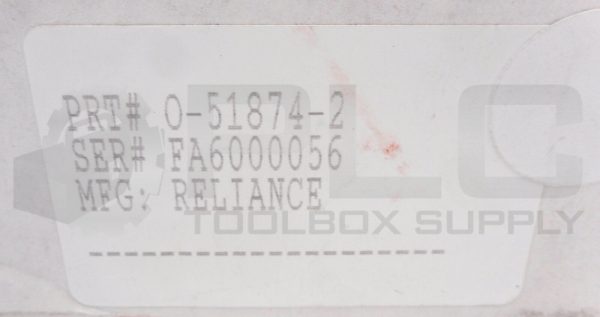 PRT# 0-51874-2
SER# FA6000056
MFG: RELIANCE
--------------------
PLC
TOOLBOX SUPPLY